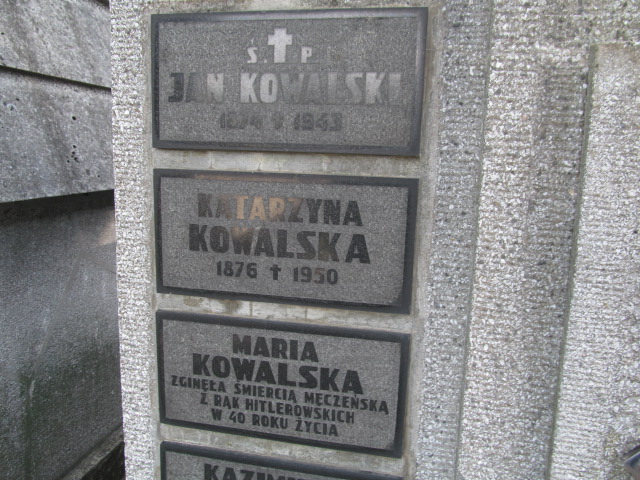 Ś. P.
JAN KOWALSKI
1874 † 1943
KATARZYNA
KOWALSKA
1876 † 1950
MARIA
KOWALSKA
ZGINĘŁA ŚMIERCIĄ MĘCZEŃSKĄ
Z RĄK HITLEROWSKICH
W 40 ROKU ŻYCIA